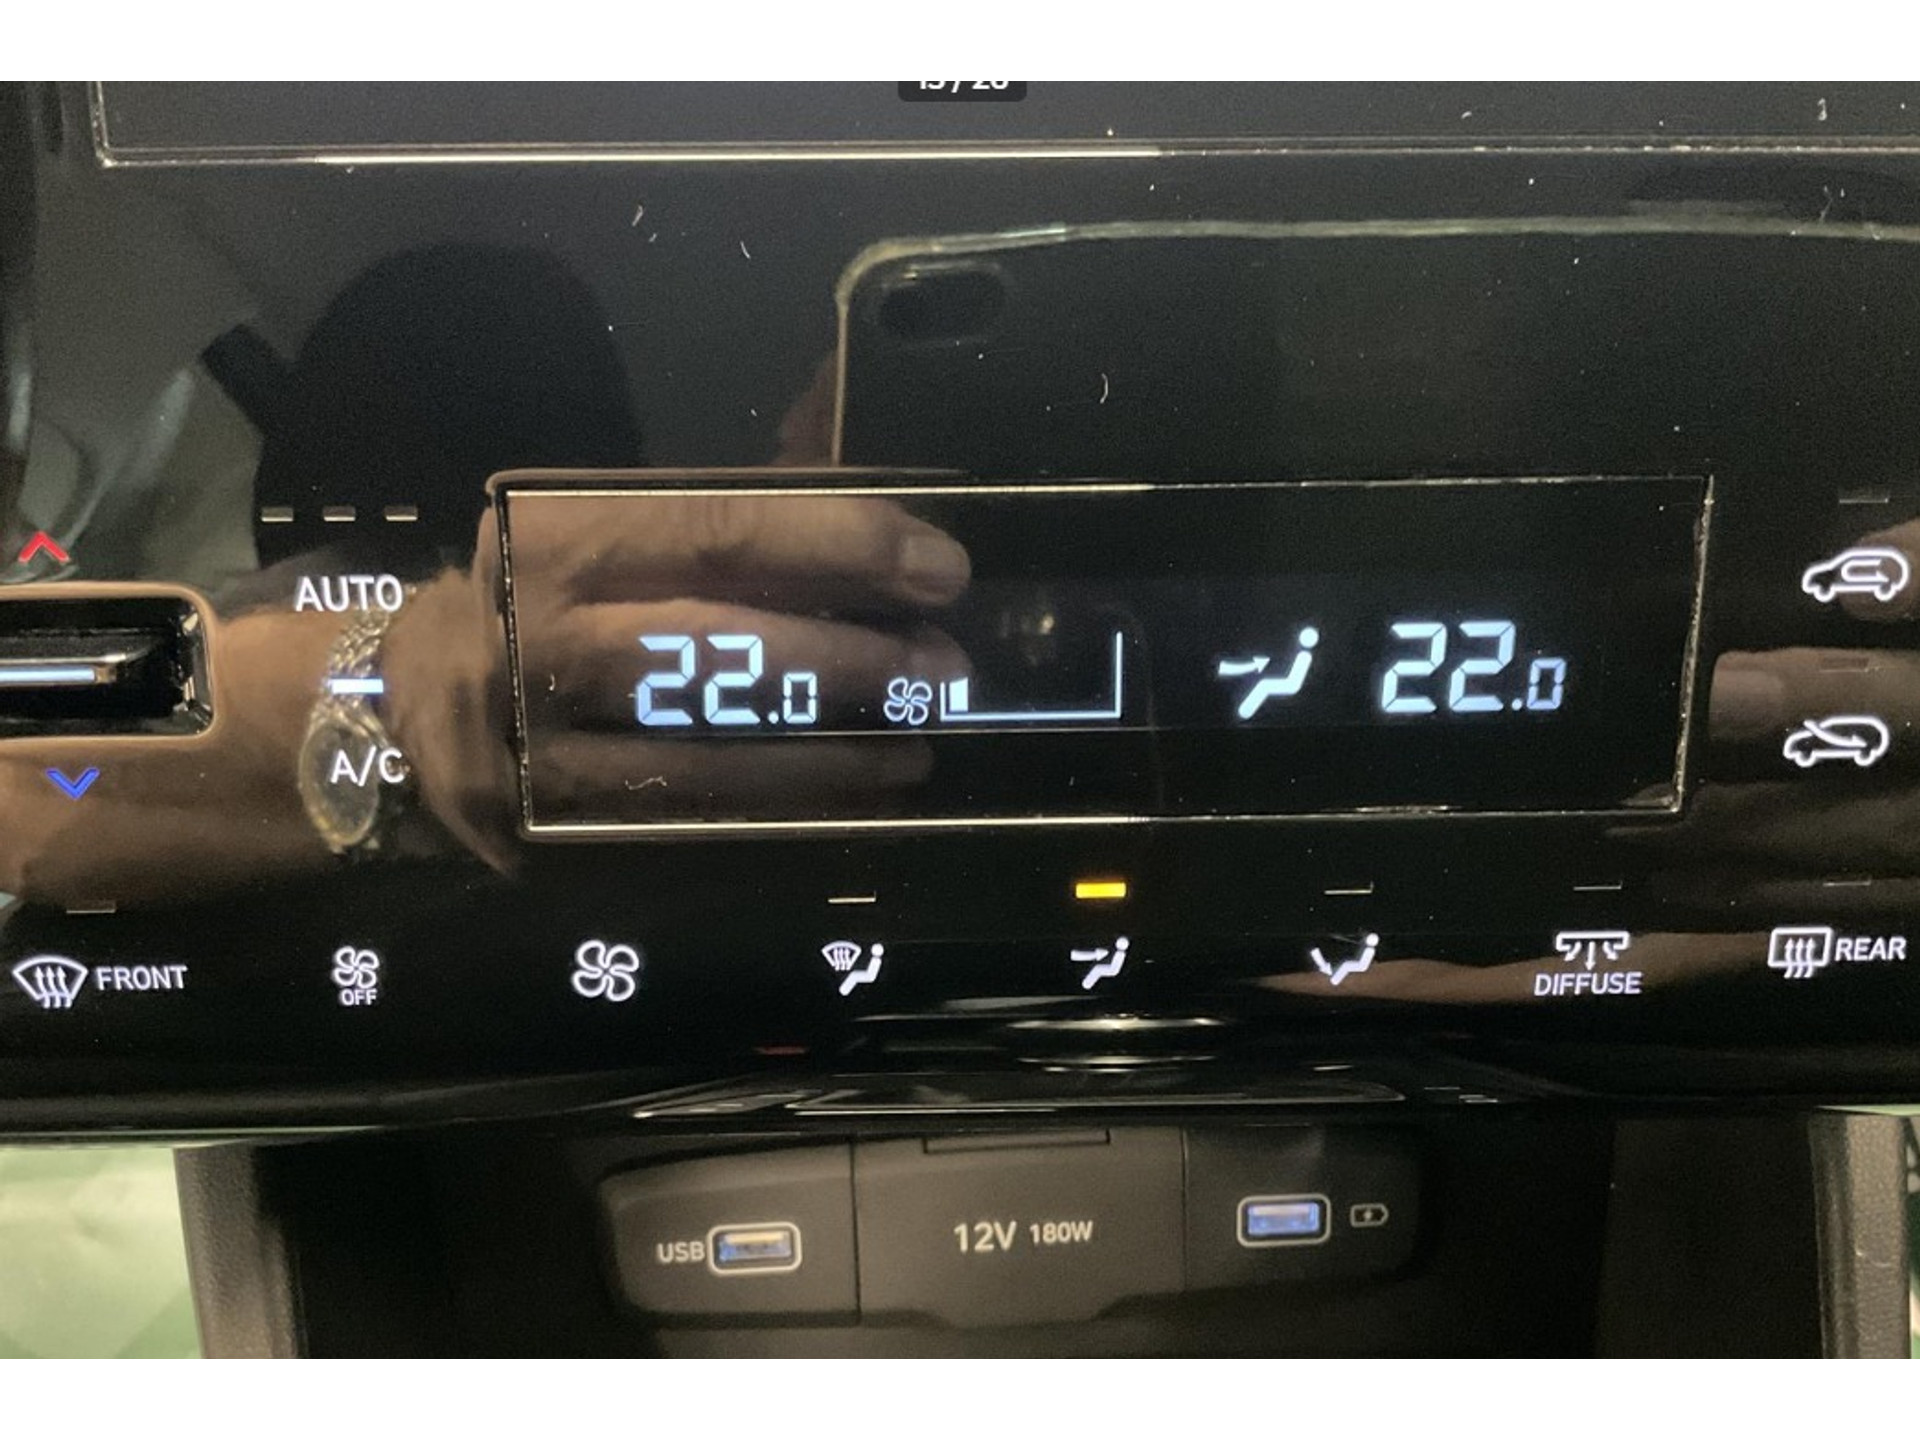 AUTO
22.0 22.0
A/C
FRONT OFF DIFFUSE REAR
USB 12V 180W